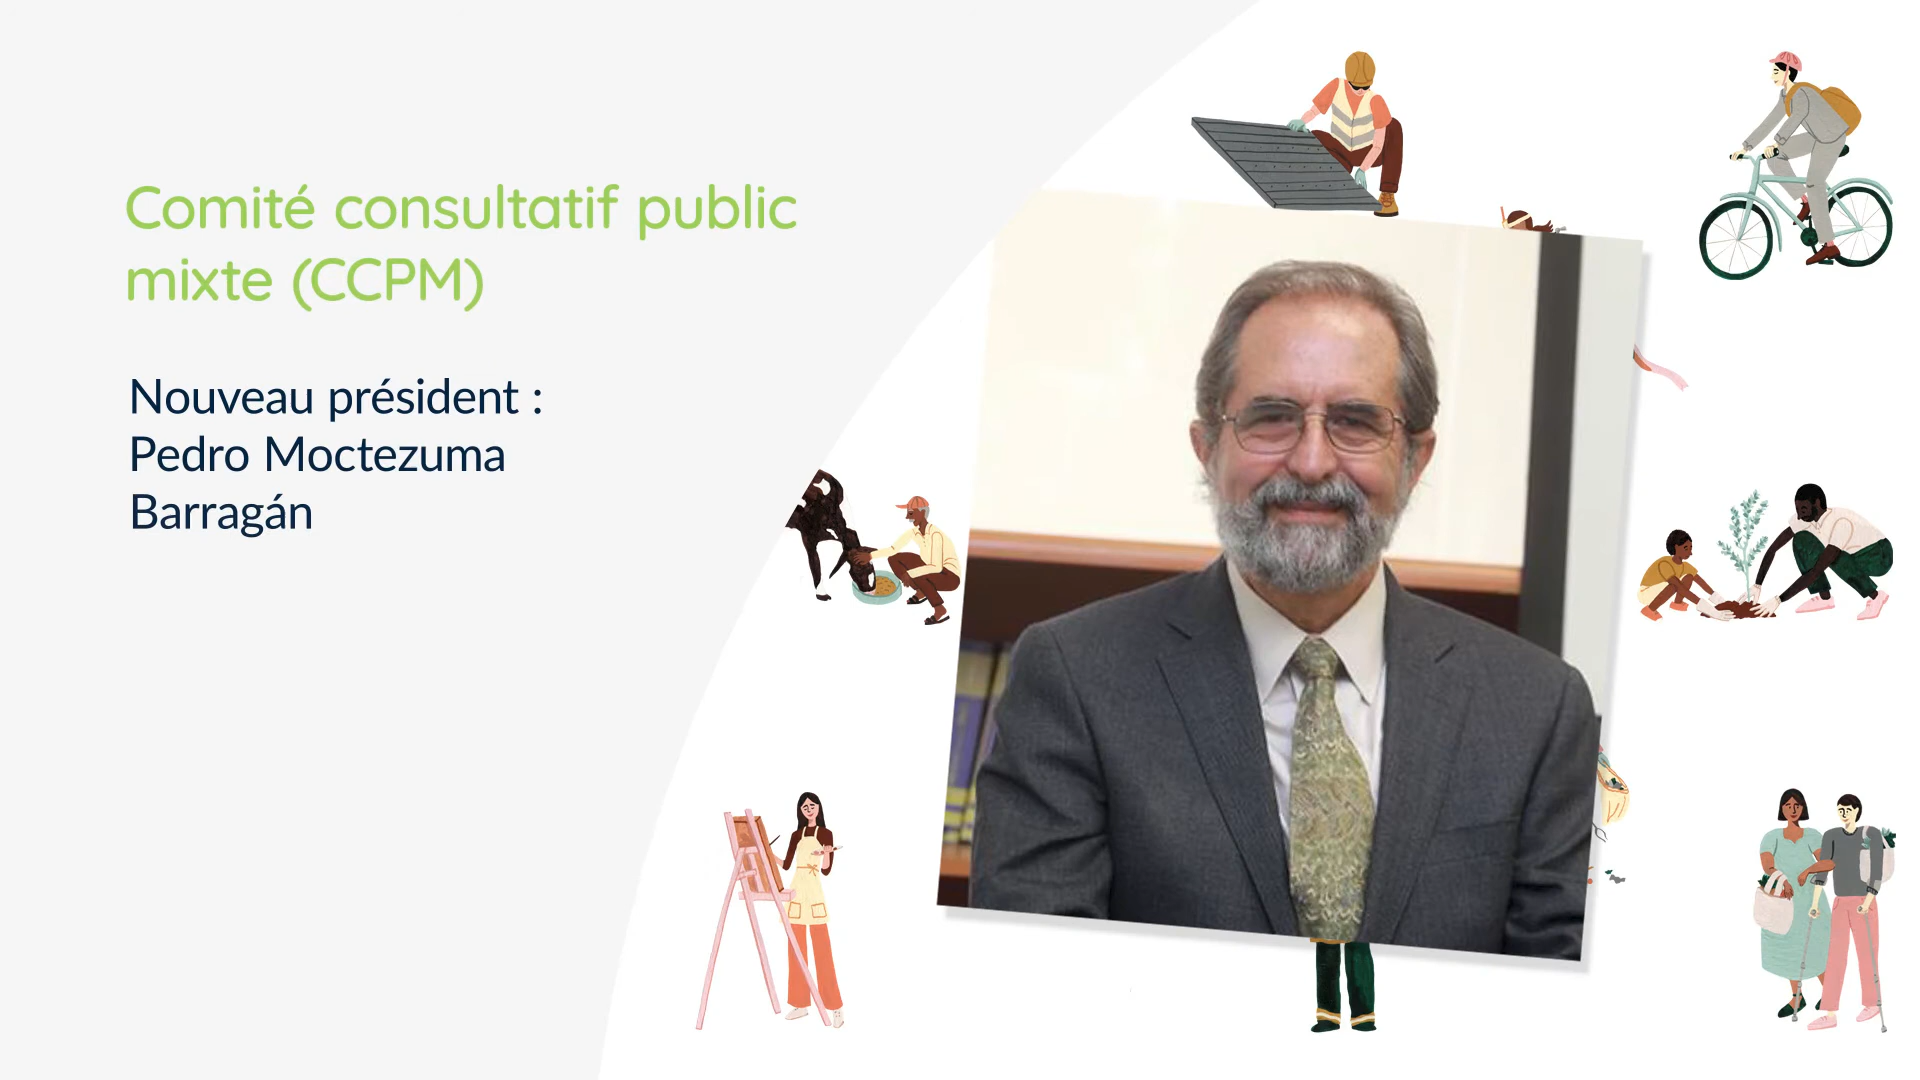 Comité consultatif public
mixte (CCPM)
Nouveau président :
Pedro Moctezuma
Barragán